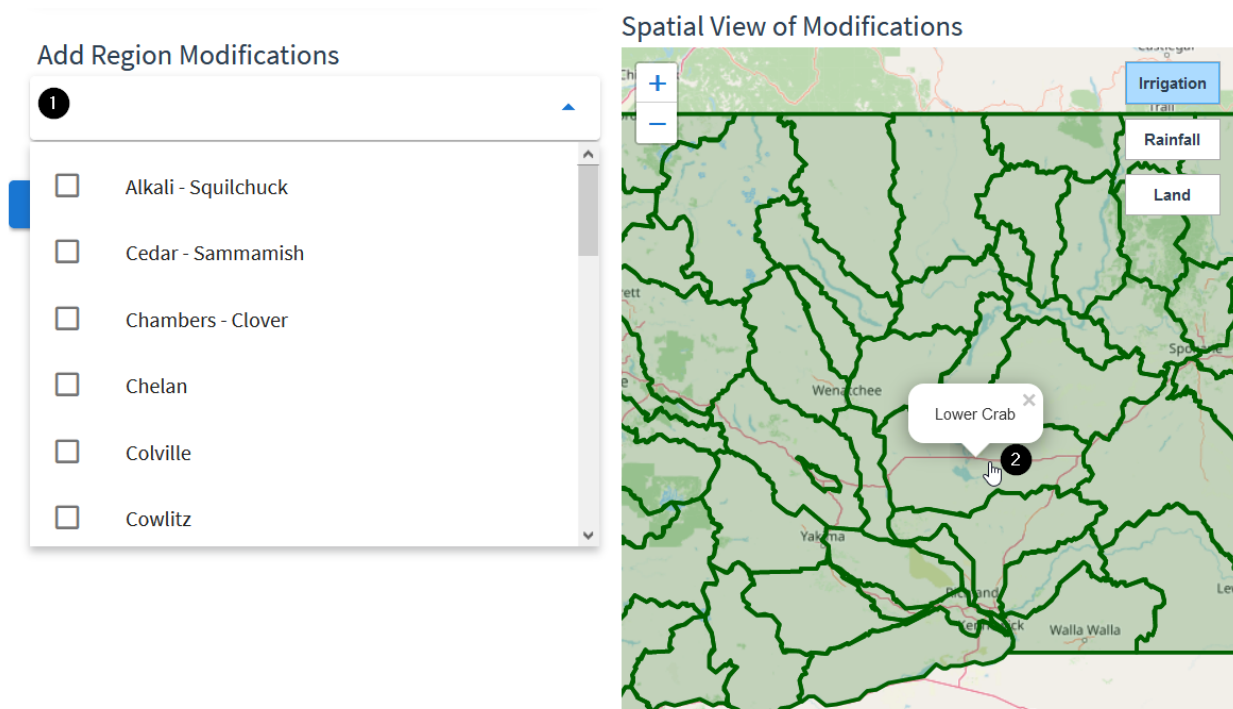 Add Region Modifications
1
Alkali - Squilchuck
Cedar - Sammamish
Chambers - Clover
Chelan
Colville
Cowlitz
Spatial View of Modifications
+
−
Irrigation
Trail
Rainfall
Land
Wenatchee
Lower Crab
×
2
Walla Walla